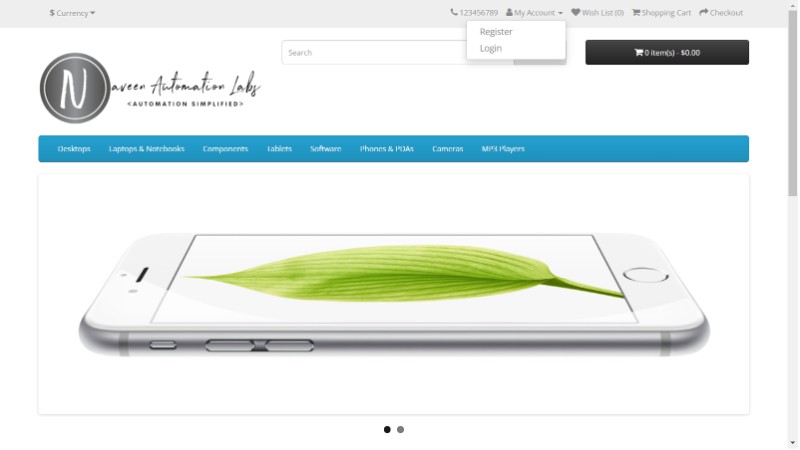 $ Currency
123456789 My Account Wish List (0) Shopping Cart Checkout
Register
Login
Search
0 item(s) - $0.00
Naveen Automation Labs
<AUTOMATION SIMPLIFIED>
Desktops Laptops & Notebooks Components Tablets Software Phones & PDAs Cameras MP3 Players